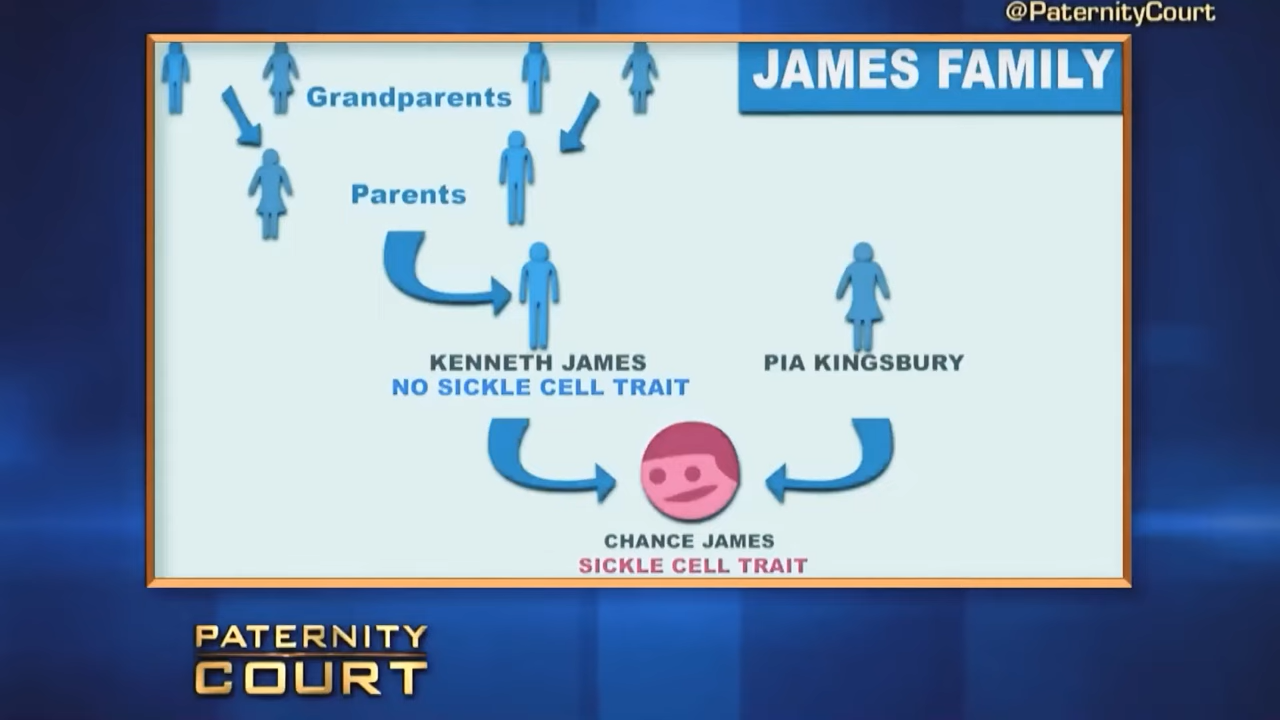 @PaternityCourt
JAMES FAMILY
Grandparents
Parents
KENNETH JAMES
NO SICKLE CELL TRAIT
PIA KINGSBURY
CHANCE JAMES
SICKLE CELL TRAIT
PATERNITY
COURT